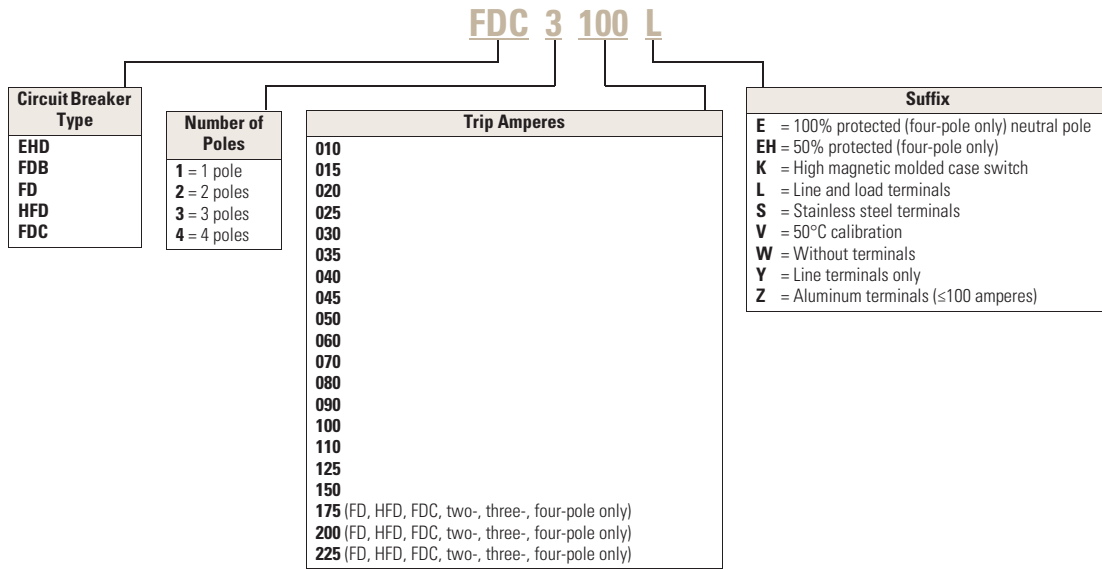 FDC 3 100 L
Circuit Breaker
Type
EHD
FDB
FD
HFD
FDC
Number of
Poles
1 = 1 pole
2 = 2 poles
3 = 3 poles
4 = 4 poles
Trip Amperes
010
015
020
025
030
035
040
045
050
060
070
080
090
100
110
125
150
175 (FD, HFD, FDC, two-, three-, four-pole only)
200 (FD, HFD, FDC, two-, three-, four-pole only)
225 (FD, HFD, FDC, two-, three-, four-pole only)
Suffix
E = 100% protected (four-pole only) neutral pole
EH = 50% protected (four-pole only)
K = High magnetic molded case switch
L = Line and load terminals
S = Stainless steel terminals
V = 50°C calibration
W = Without terminals
Y = Line terminals only
Z = Aluminum terminals (≤100 amperes)